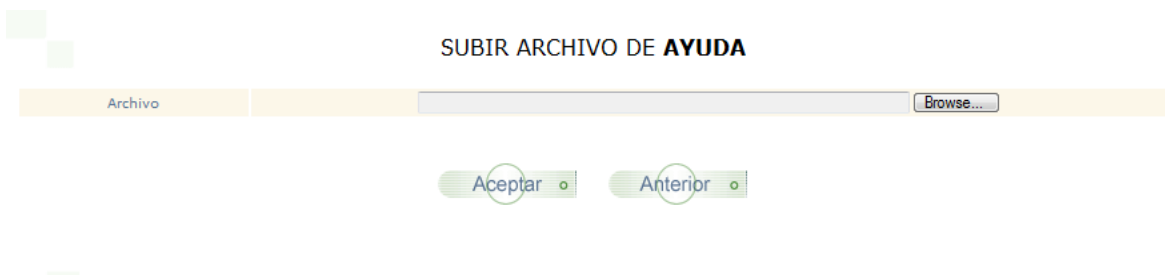 SUBIR ARCHIVO DE AYUDA
Archivo Browse...
Aceptar Anterior